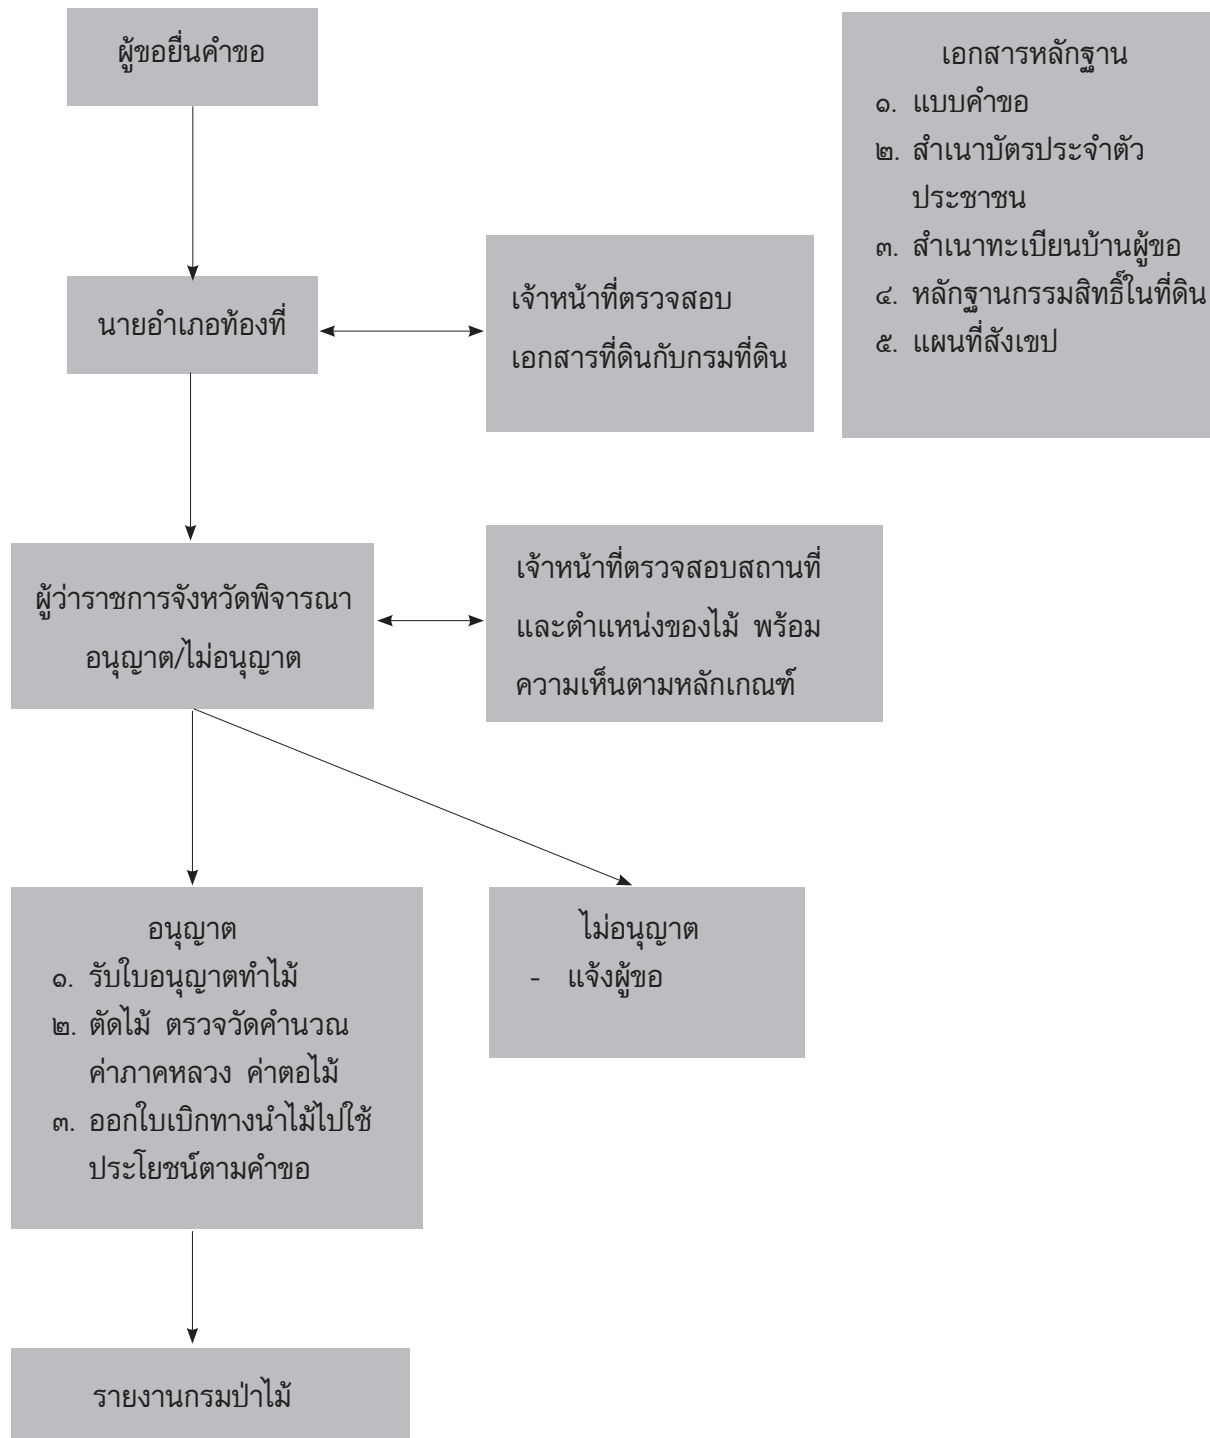 ผู้ขอยื่นคำขอ
เอกสารหลักฐาน
๑. แบบคำขอ
๒. สำเนาบัตรประจำตัว
ประชาชน
๓. สำเนาทะเบียนบ้านผู้ขอ
๔. หลักฐานกรรมสิทธิ์ในที่ดิน
๕. แผนที่สังเขป
นายอำเภอท้องที่
เจ้าหน้าที่ตรวจสอบ
เอกสารที่ดินกับกรมที่ดิน
ผู้ว่าราชการจังหวัดพิจารณา
อนุญาต/ไม่อนุญาต
เจ้าหน้าที่ตรวจสอบสถานที่
และตำแหน่งของไม้ พร้อม
ความเห็นตามหลักเกณฑ์
อนุญาต
๑. รับใบอนุญาตทำไม้
๒. ตัดไม้ ตรวจวัดคำนวณ
ค่าภาคหลวง ค่าตอไม้
๓. ออกใบเบิกทางนำไม้ไปใช้
ประโยชน์ตามคำขอ
ไม่อนุญาต
- แจ้งผู้ขอ
รายงานกรมป่าไม้